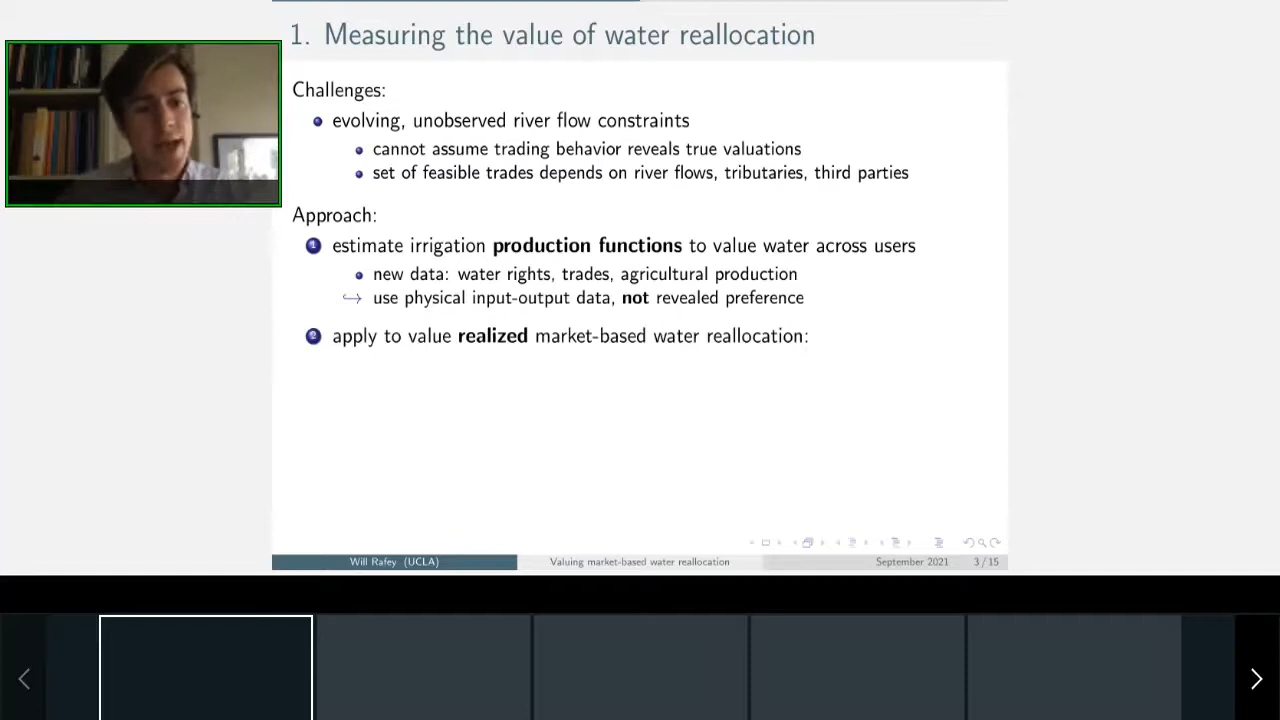 1. Measuring the value of water reallocation
Challenges:
evolving, unobserved river flow constraints
cannot assume trading behavior reveals true valuations
set of feasible trades depends on river flows, tributaries, third parties
Approach:
1 estimate irrigation production functions to value water across users
new data: water rights, trades, agricultural production
↪ use physical input-output data, not revealed preference
2 apply to value realized market-based water reallocation:
Will Rafey (UCLA) Valuing market-based water reallocation September 2021 3 / 15